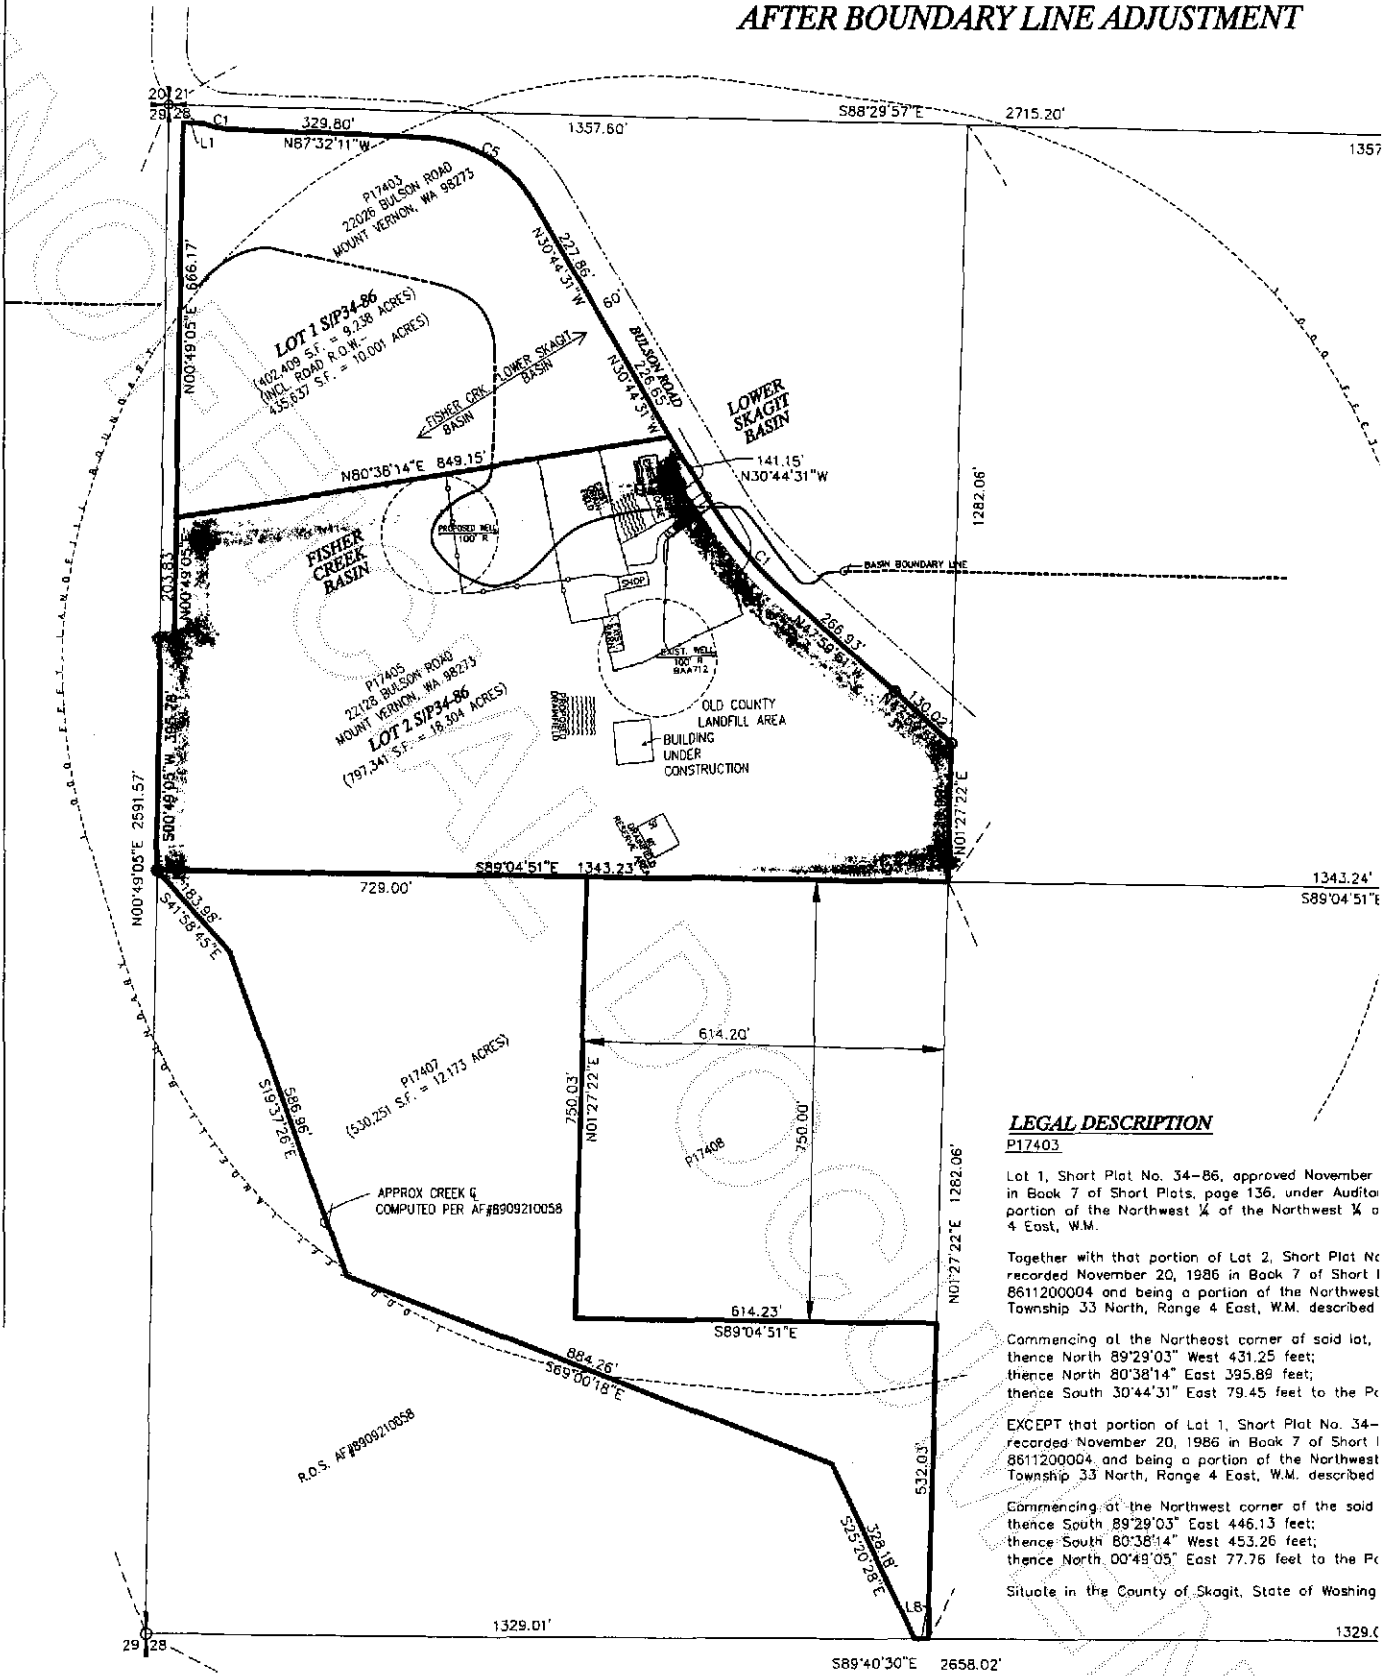 AFTER BOUNDARY LINE ADJUSTMENT
20 21
29 28
S88°29'57"E 2715.20'
C1
329.80'
1357.60'
L1
N87°32'11"W
C5
1357
P17403
22026 BULSON ROAD
MOUNT VERNON, WA 98273
N00°49'05"E 666.17'
227.86'
N30°44'31"W
60'
LOT 1 S/P34-86
(402,409 S.F. = 9.238 ACRES)
(INCL. ROAD R.O.W.-
435,637 S.F. = 10.001 ACRES)
BULSON ROAD
226.65'
N30°44'31"W
LOWER SKAGIT
BASIN
FISHER CRK.
BASIN
LOWER
SKAGIT
BASIN
N80°38'14"E 849.15'
141.15'
N30°44'31"W
1282.06'
PROPOSED WELL
100' R
FISHER
CREEK
BASIN
203.83'
N00°49'05"E
C1
BASIN BOUNDARY LINE
SHOP
266.93'
N47°59'51"W
EXIST. WELL
100' R
BAA712
P17405
22128 BULSON ROAD
MOUNT VERNON, WA 98273
LOT 2 S/P34-86
(797,341 S.F. = 18.304 ACRES)
130.02'
OLD COUNTY
LANDFILL AREA
PROPOSED
DRAINFIELD
BUILDING
UNDER
CONSTRUCTION
N00°49'05"E 2591.57'
S00°49'05"W 395.78'
N01°27'22"E
DRAINFIELD
RESERVE AREA
S89°04'51"E 1343.23'
729.00'
1343.24'
S89°04'51"E
183.98'
S41°58'45"E
614.20'
P17407
(530,251 S.F. = 12.173 ACRES)
586.96'
S19°37'26"E
750.03'
N01°27'22"E
750.00'
P17408
N01°27'22"E 1282.06'
APPROX CREEK ℄
COMPUTED PER AF#8909210058
614.23'
S89°04'51"E
884.26'
S69°00'18"E
R.O.S. AF#8909210058
532.03'
328.18'
S25°20'28"E
L8
1329.01'
29 28
S89°40'30"E 2658.02'
LEGAL DESCRIPTION
P17403
Lot 1, Short Plat No. 34-86, approved November
in Book 7 of Short Plats, page 136, under Audito
portion of the Northwest ¼ of the Northwest ¼ o
4 East, W.M.
Together with that portion of Lot 2, Short Plat No
recorded November 20, 1986 in Book 7 of Short
8611200004 and being a portion of the Northwest
Township 33 North, Range 4 East, W.M. described
Commencing at the Northeast corner of said lot,
thence North 89°29'03" West 431.25 feet;
thence North 80°38'14" East 395.89 feet;
thence South 30°44'31" East 79.45 feet to the Po
EXCEPT that portion of Lot 1, Short Plat No. 34-
recorded November 20, 1986 in Book 7 of Short
8611200004 and being a portion of the Northwest
Township 33 North, Range 4 East, W.M. described
Commencing at the Northwest corner of the said
thence South 89°29'03" East 446.13 feet;
thence South 80°38'14" West 453.26 feet;
thence North 00°49'05" East 77.76 feet to the Po
Situate in the County of Skagit, State of Washing
1329.0